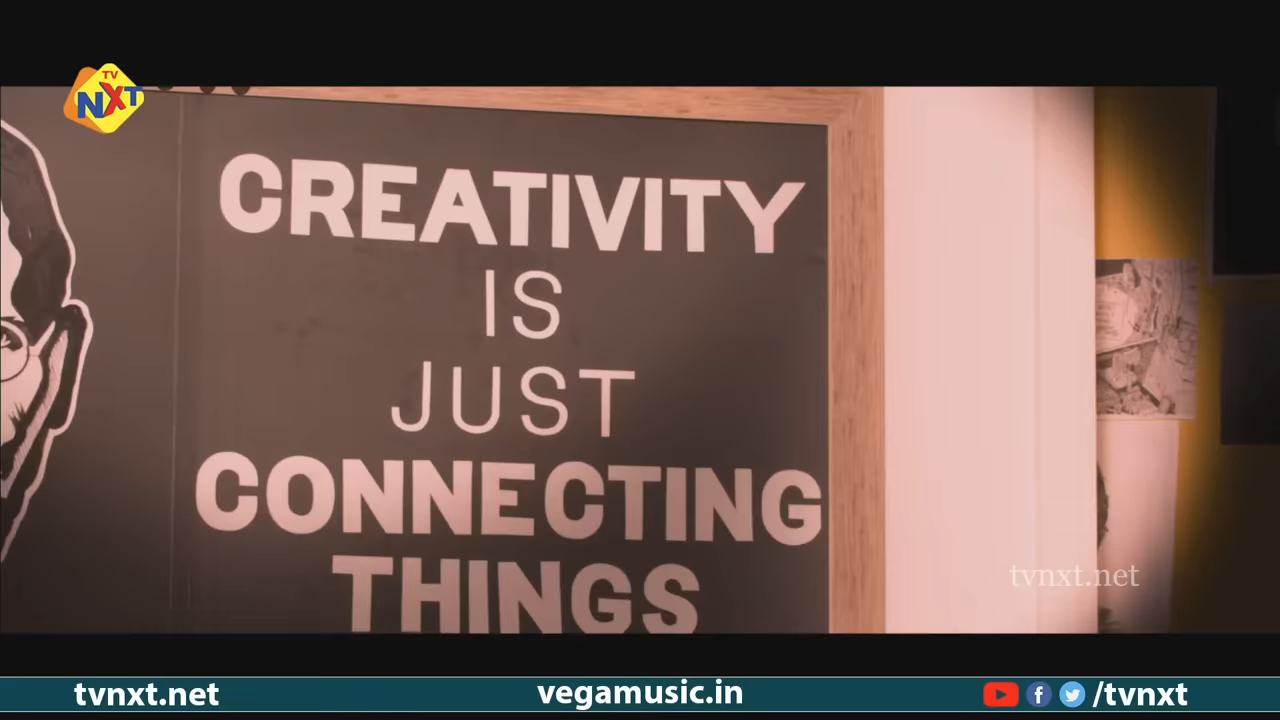 TV
NXT
CREATIVITY
IS
JUST
CONNECTING
THINGS
tvnxt.net
tvnxt.net
vegamusic.in
/tvnxt